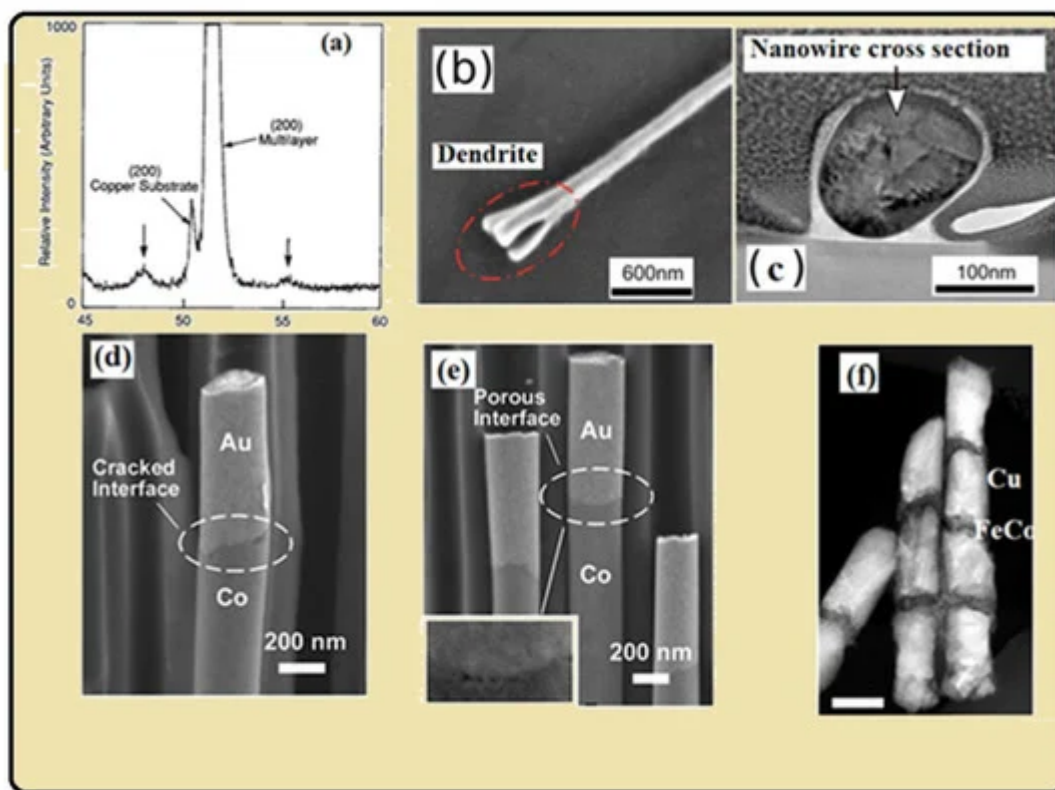 1000
(a)
Relative Intensity (Arbitrary Units)
(200)
Multilayer
(200)
Copper Substrate
0
45
50
55
60
(b)
Dendrite
600nm
Nanowire cross section
(c)
100nm
(d)
Au
Cracked
Interface
Co
200 nm
(e)
Porous
Interface
Au
Co
200 nm
(f)
Cu
FeCo